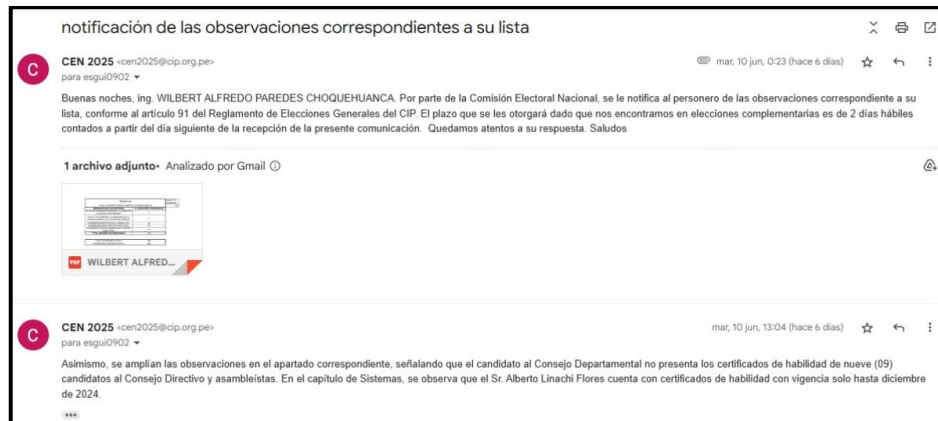 notificación de las observaciones correspondientes a su lista
C
CEN 2025 <cen2025@cip.org.pe>
mar, 10 jun, 0:23 (hace 6 días)
para esgui0902
Buenas noches, ing. WILBERT ALFREDO PAREDES CHOQUEHUANCA. Por parte de la Comisión Electoral Nacional, se le notifica al personero de las observaciones correspondiente a su
lista, conforme al artículo 91 del Reglamento de Elecciones Generales del CIP. El plazo que se les otorgará dado que nos encontramos en elecciones complementarias es de 2 días hábiles
contados a partir del día siguiente de la recepción de la presente comunicación. Quedamos atentos a su respuesta. Saludos
1 archivo adjunto• Analizado por Gmail
PDF WILBERT ALFRED...
C
CEN 2025 <cen2025@cip.org.pe>
mar, 10 jun, 13:04 (hace 6 días)
para esgui0902
Asimismo, se amplían las observaciones en el apartado correspondiente, señalando que el candidato al Consejo Departamental no presenta los certificados de habilidad de nueve (09)
candidatos al Consejo Directivo y asambleístas. En el capítulo de Sistemas, se observa que el Sr. Alberto Linachi Flores cuenta con certificados de habilidad con vigencia solo hasta diciembre
de 2024.